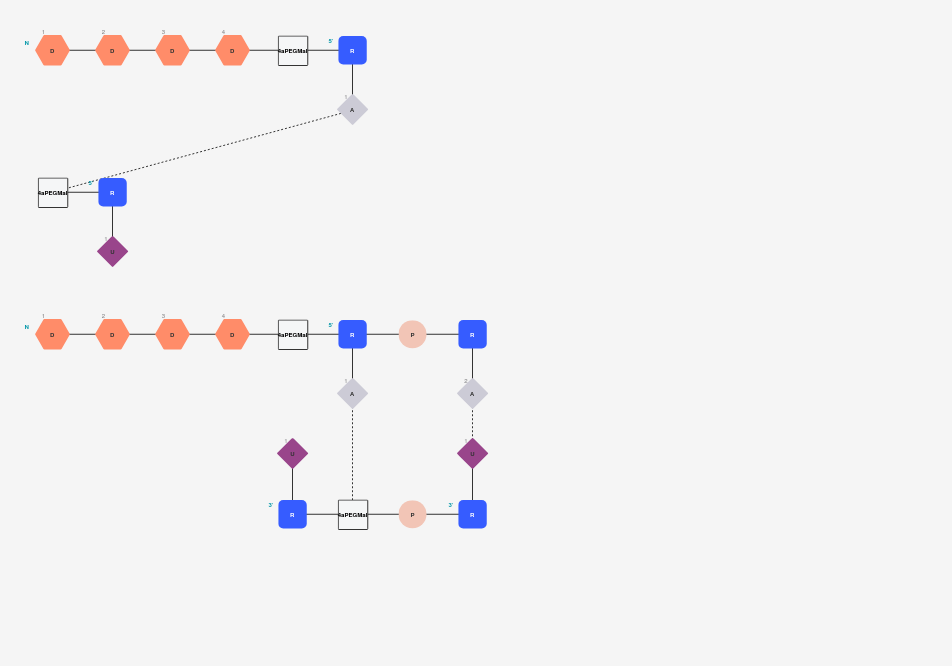 1 2 3 4
N D D D D 4aPEGMal 5' R
1
A
4aPEGMal 5' R
1
U
1 2 3 4
N D D D D 4aPEGMal 5' R P R
1 2
A A
1 1
U U
3' R 4aPEGMal P 3' R